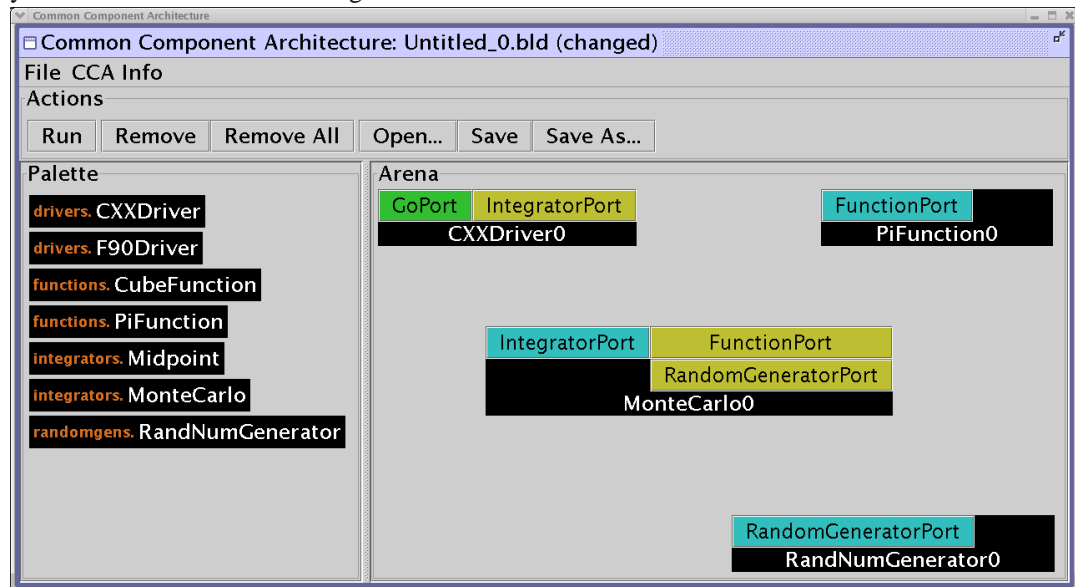 Common Component Architecture
Common Component Architecture: Untitled_0.bld (changed)
File CCA Info
Actions
Run Remove Remove All Open... Save Save As...
Palette
drivers. CXXDriver
drivers. F90Driver
functions. CubeFunction
functions. PiFunction
integrators. Midpoint
integrators. MonteCarlo
randomgens. RandNumGenerator
Arena
GoPort IntegratorPort
CXXDriver0
FunctionPort
PiFunction0
IntegratorPort FunctionPort
RandomGeneratorPort
MonteCarlo0
RandomGeneratorPort
RandNumGenerator0